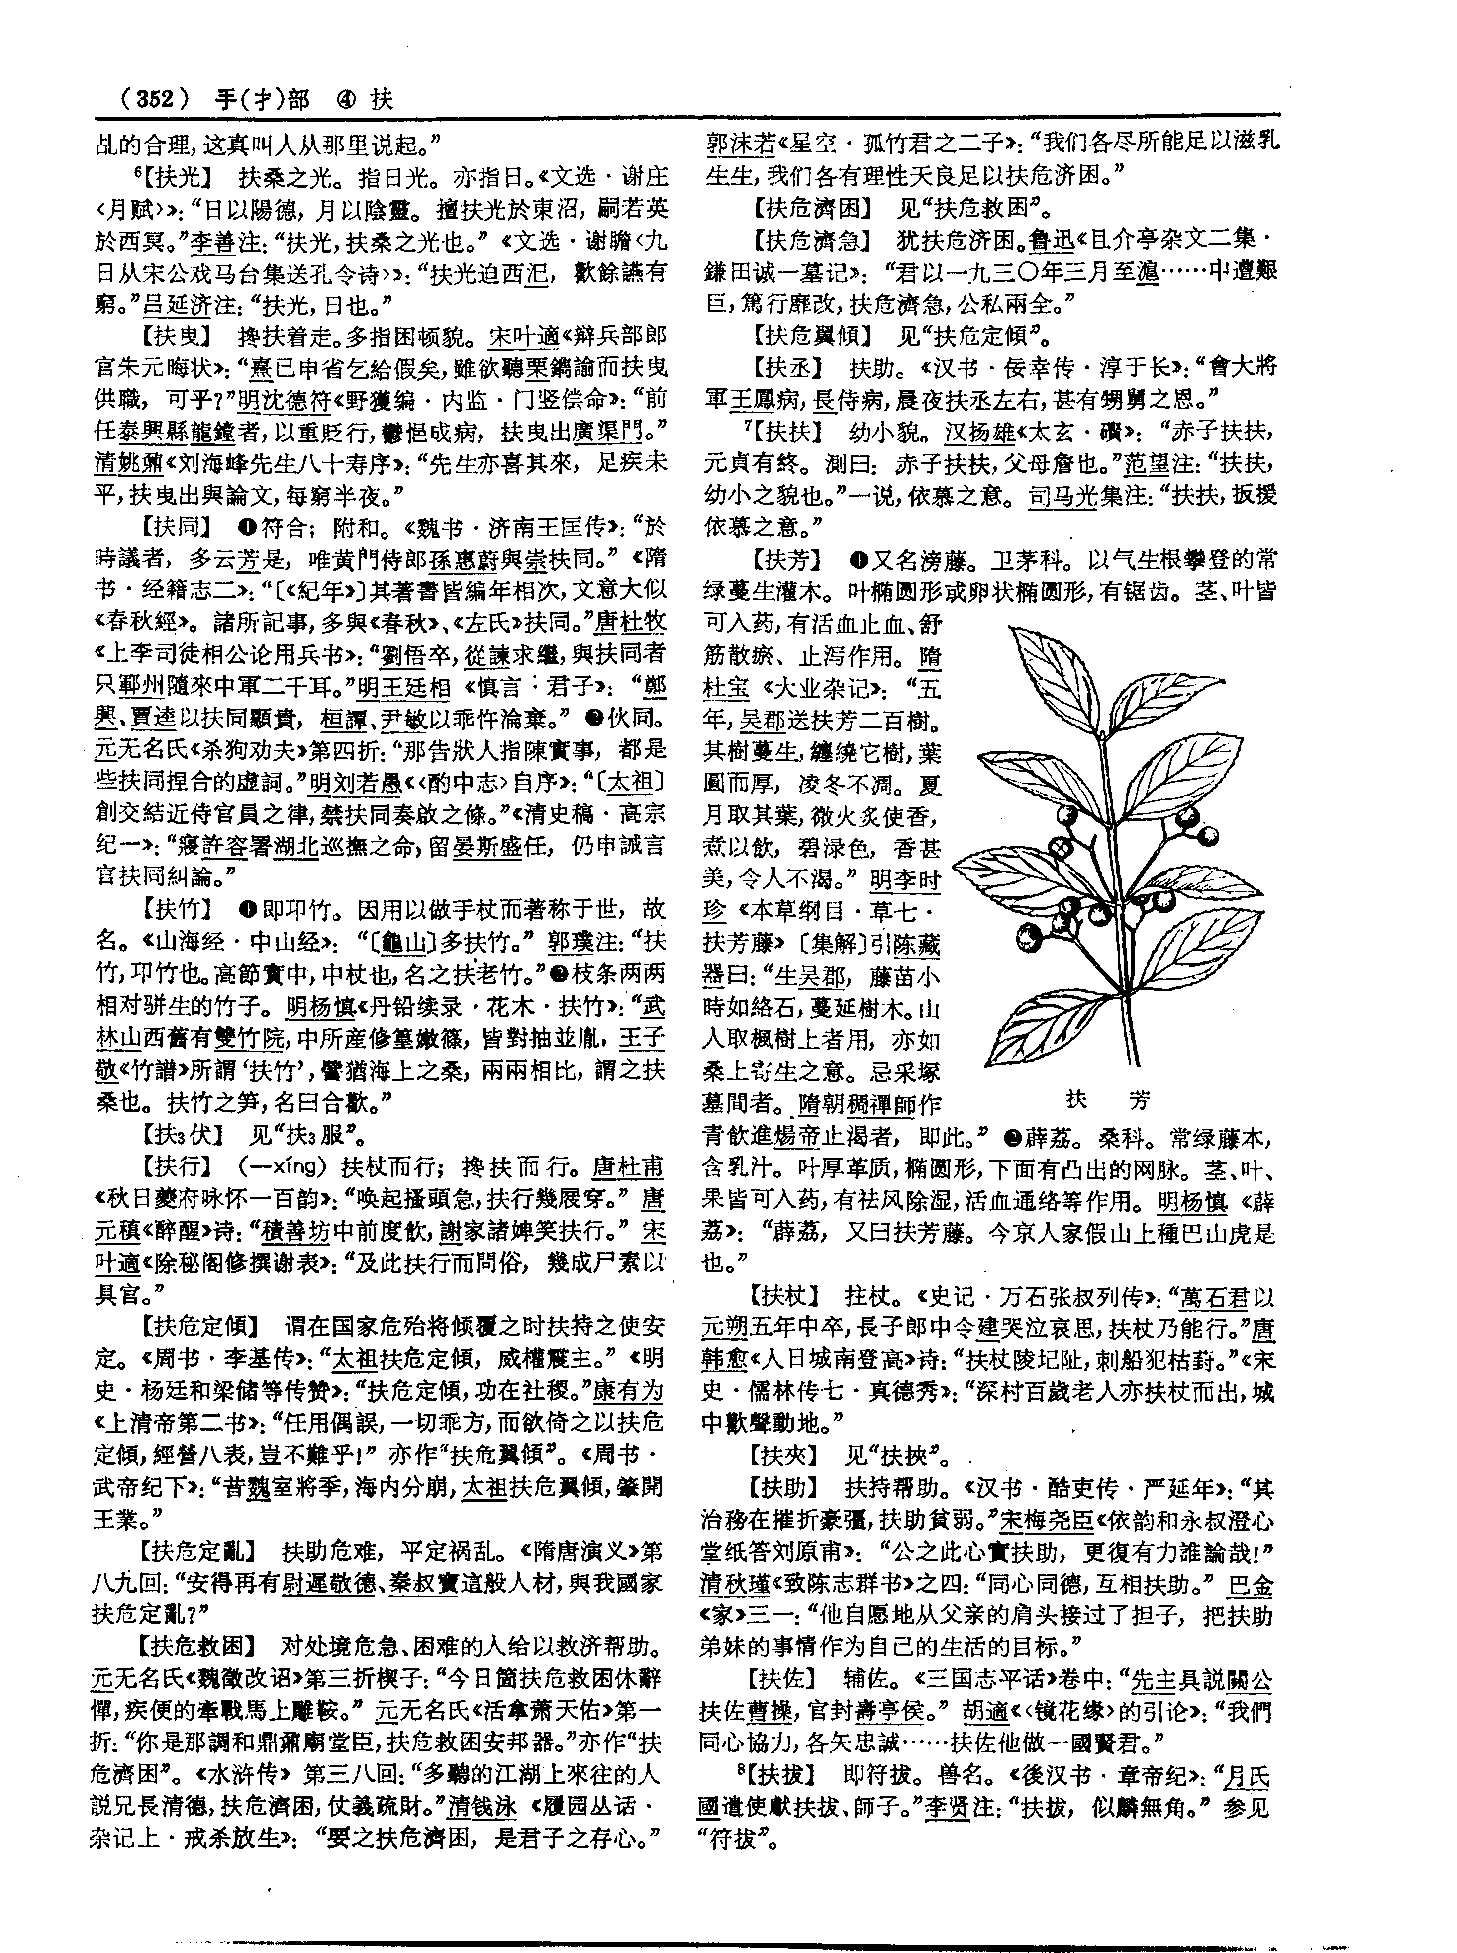 (352) 手(扌)部 ④ 扶
乱的合理,这真叫人从那里说起。”
⁶【扶光】 扶桑之光。指日光。亦指日。《文选·谢庄
〈月赋〉》:“日以陽德,月以陰靈。擅扶光於東沼,嗣若英
於西冥。”李善注:“扶光,扶桑之光也。”《文选·谢瞻〈九
日从宋公戏马台集送孔令诗〉》:“扶光迫西汜,歡餘讌有
窮。”吕延济注:“扶光,日也。”
【扶曳】 搀扶着走。多指困顿貌。宋叶適《辩兵部郎
官朱元晦状》:“熹已申省乞給假矣,雖欲聽栗鐫諭而扶曳
供職,可乎?”明沈德符《野獲编·内监·门竖偿命》:“前
任泰興縣龍鏜者,以重貶行,鬱悒成病,扶曳出廣渠門。”
清姚鼐《刘海峰先生八十寿序》:“先生亦喜其來,足疾未
平,扶曳出與論文,每窮半夜。”
【扶同】 ❶符合;附和。《魏书·济南王匡传》:“於
時議者,多云芳是,唯黄門侍郎孫惠蔚與崇扶同。”《隋
书·经籍志二》:“〔《紀年》〕其著書皆編年相次,文意大似
《春秋經》。諸所記事,多與《春秋》、《左氏》扶同。”唐杜牧
《上李司徒相公论用兵书》:“劉悟卒,從諫求繼,與扶同者
只鄆州隨來中軍二千耳。”明王廷相《慎言·君子》:“鄭
興、賈逵以扶同顯貴,桓譚、尹敏以乖忤淪棄。”❷伙同。
元无名氏《杀狗劝夫》第四折:“那告狀人指陳實事,都是
些扶同捏合的虚詞。”明刘若愚《〈酌中志〉自序》:“〔太祖〕
創交結近侍官員之律,禁扶同奏啟之條。”《清史稿·高宗
纪一》:“寢許容署湖北巡撫之命,留晏斯盛任,仍申誡言
官扶同糾論。”
【扶竹】 ❶即邛竹。因用以做手杖而著称于世,故
名。《山海经·中山经》:“〔龜山〕多扶竹。”郭璞注:“扶
竹,邛竹也。高節實中,中杖也,名之扶老竹。”❷枝条两两
相对骈生的竹子。明杨慎《丹铅续录·花木·扶竹》:“武
林山西舊有雙竹院,中所産修篁嫩篠,皆對抽並胤,王子
敬《竹譜》所謂‘扶竹’,譬猶海上之桑,兩兩相比,謂之扶
桑也。扶竹之笋,名曰合歡。”
【扶₃伏】 见“扶₃服”。
【扶行】 (—xíng)扶杖而行;搀扶而行。唐杜甫
《秋日夔府咏怀一百韵》:“唤起搔頭急,扶行幾屐穿。”唐
元稹《醉醒》诗:“積善坊中前度飲,謝家諸婢笑扶行。”宋
叶適《除秘阁修撰谢表》:“及此扶行而問俗,幾成尸素以
具官。”
【扶危定傾】 谓在国家危殆将倾覆之时扶持之使安
定。《周书·李基传》:“太祖扶危定傾,威權震主。”《明
史·杨廷和梁储等传赞》:“扶危定傾,功在社稷。”康有为
《上清帝第二书》:“任用偶誤,一切乖方,而欲倚之以扶危
定傾,經營八表,豈不難乎!”亦作“扶危翼傾”。《周书·
武帝纪下》:“昔魏室將季,海内分崩,太祖扶危翼傾,肇開
王業。”
【扶危定亂】 扶助危难,平定祸乱。《隋唐演义》第
八九回:“安得再有尉遲敬德、秦叔寶這般人材,與我國家
扶危定亂?”
【扶危救困】 对处境危急、困难的人给以救济帮助。
元无名氏《魏徵改诏》第三折楔子:“今日箇扶危救困休辭
憚,疾便的牽戰馬上雕鞍。”元无名氏《活拿萧天佑》第一
折:“你是那調和鼎鼐廟堂臣,扶危救困安邦器。”亦作“扶
危濟困”。《水浒传》第三八回:“多聽的江湖上來往的人
説兄長清德,扶危濟困,仗義疏財。”清钱泳《履园丛话·
杂记上·戒杀放生》:“要之扶危濟困,是君子之存心。”
郭沫若《星空·孤竹君之二子》:“我们各尽所能足以滋乳
生生,我们各有理性天良足以扶危济困。”
【扶危濟困】 见“扶危救困”。
【扶危濟急】 犹扶危济困。鲁迅《且介亭杂文二集·
鎌田诚一墓记》:“君以一九三〇年三月至滬……中遭艱
巨,篤行靡改,扶危濟急,公私兩全。”
【扶危翼傾】 见“扶危定傾”。
【扶丞】 扶助。《汉书·佞幸传·淳于长》:“會大將
軍王鳳病,長侍病,晨夜扶丞左右,甚有甥舅之恩。”
⁷【扶扶】 幼小貌。汉扬雄《太玄·礥》:“赤子扶扶,
元貞有終。測曰:赤子扶扶,父母詹也。”范望注:“扶扶,
幼小之貌也。”一说,依慕之意。司马光集注:“扶扶,扳援
依慕之意。”
【扶芳】 ❶又名滂藤。卫茅科。以气生根攀登的常
绿蔓生灌木。叶椭圆形或卵状椭圆形,有锯齿。茎、叶皆
可入药,有活血止血、舒
筋散瘀、止泻作用。隋
杜宝《大业杂记》:“五
年,吴郡送扶芳二百樹。
其樹蔓生,纏繞它樹,葉
圓而厚,凌冬不凋。夏
月取其葉,微火炙使香,
煮以飲,碧渌色,香甚
美,令人不渴。”明李时
珍《本草纲目·草七·
扶芳藤》〔集解〕引陈藏
器曰:“生吴郡,藤苗小
時如絡石,蔓延樹木。山
人取楓樹上者用,亦如
桑上寄生之意。忌采塚
墓間者。隋朝稠禪師作
青飲進煬帝止渴者,即此。”❷薜荔。桑科。常绿藤本,
含乳汁。叶厚革质,椭圆形,下面有凸出的网脉。茎、叶、
果皆可入药,有祛风除湿,活血通络等作用。明杨慎《薜
荔》:“薜荔,又曰扶芳藤。今京人家假山上種巴山虎是
也。”
扶 芳
【扶杖】 拄杖。《史记·万石张叔列传》:“萬石君以
元朔五年中卒,長子郎中令建哭泣哀思,扶杖乃能行。”唐
韩愈《人日城南登高》诗:“扶杖陵圮阯,刺船犯枯葑。”《宋
史·儒林传七·真德秀》:“深村百歲老人亦扶杖而出,城
中歡聲動地。”
【扶夾】 见“扶挾”。
【扶助】 扶持帮助。《汉书·酷吏传·严延年》:“其
治務在摧折豪彊,扶助貧弱。”宋梅尧臣《依韵和永叔澄心
堂纸答刘原甫》:“公之此心實扶助,更復有力誰論哉!”
清秋瑾《致陈志群书》之四:“同心同德,互相扶助。”巴金
《家》三一:“他自愿地从父亲的肩头接过了担子,把扶助
弟妹的事情作为自己的生活的目标。”
【扶佐】 辅佐。《三国志平话》卷中:“先主具説關公
扶佐曹操,官封壽亭侯。”胡適《〈镜花缘〉的引论》:“我們
同心協力,各矢忠誠……扶佐他做一國賢君。”
⁸【扶拔】 即符拔。兽名。《後汉书·章帝纪》:“月氏
國遣使獻扶拔、師子。”李贤注:“扶拔,似麟無角。”参见
“符拔”。